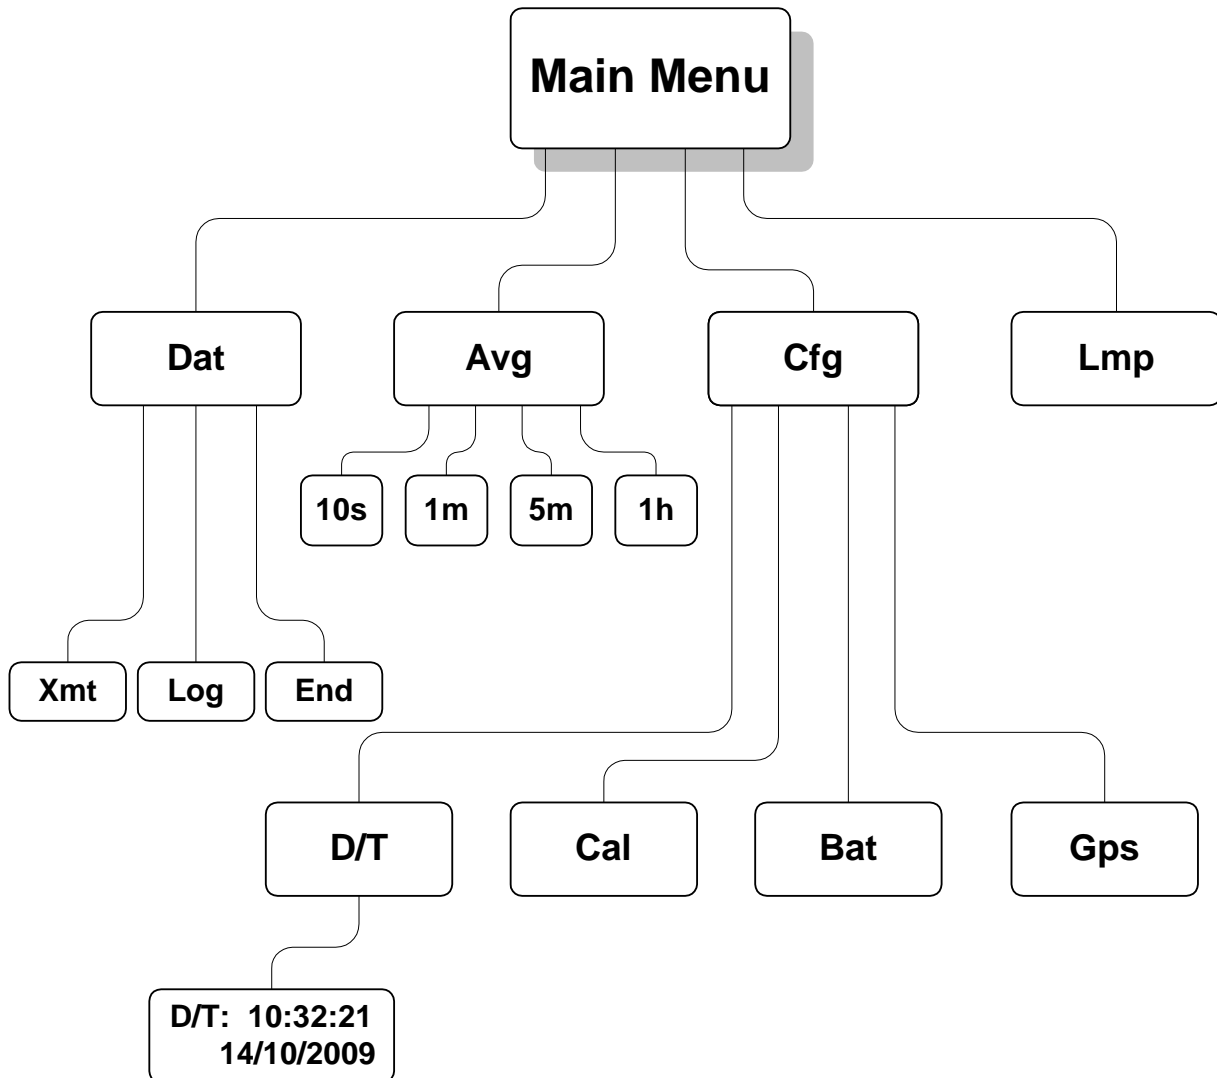 Main Menu
Dat
Avg
Cfg
Lmp
10s
1m
5m
1h
Xmt
Log
End
D/T
Cal
Bat
Gps
D/T: 10:32:21
14/10/2009